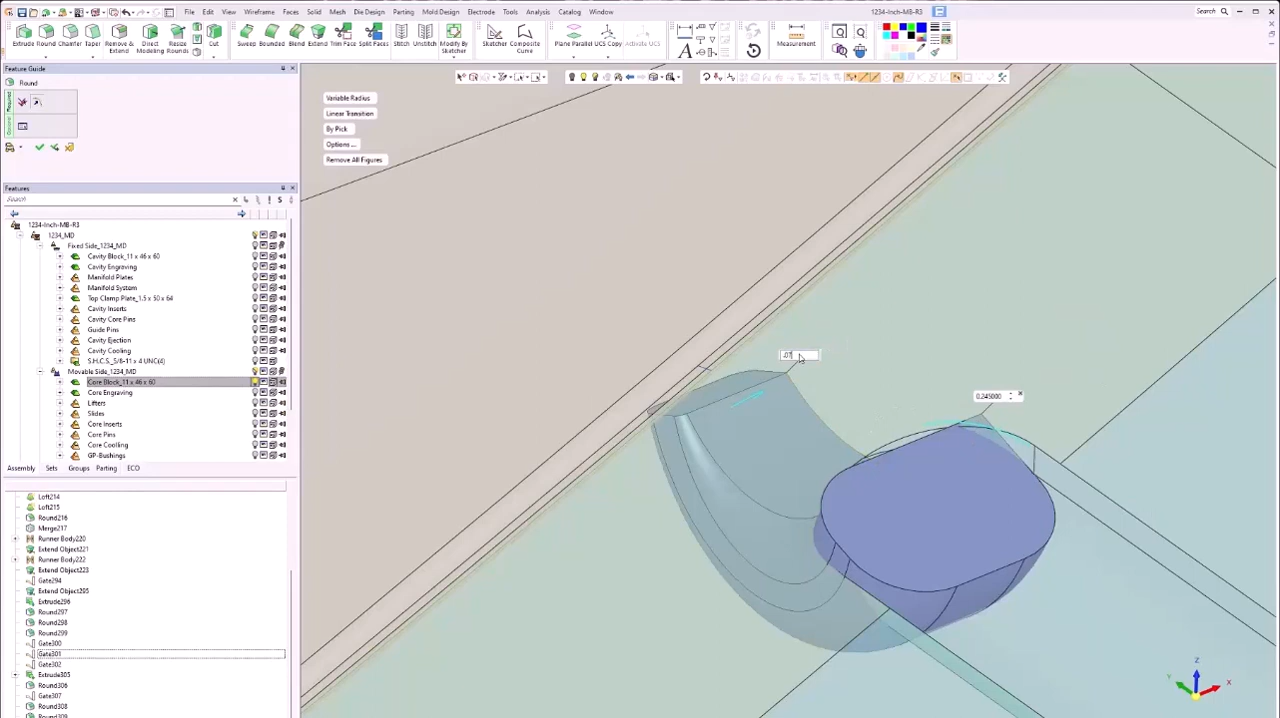 File Edit View Wireframe Faces Solid Mesh Die Design Parting Mold Design Electrode Tools Analysis Catalog Window
1234-Inch-MB-R3
Search
Extrude Round Chamfer Taper Remove & Extend Direct Modeling Resize Rounds Sweep Bounded Blend Extend Trim Face Split Faces Stitch Unstitch Modify By Sketcher Sketcher Composite Curve Plane Parallel UCS Copy Activate UCS Measurement
Feature Guide
Round
Required
Optional
Features
Search
1234-Inch-MB-R3
1234_MD
Fixed Side_1234_MD
Cavity Block_11 x 46 x 60
Cavity Engraving
Manifold Plates
Manifold System
Top Clamp Plate_1.5 x 50 x 64
Cavity Inserts
Cavity Core Pins
Guide Pins
Cavity Ejection
Cavity Cooling
S.H.C.S._5/8-11 x 4 UNC(4)
Movable Side_1234_MD
Core Block_11 x 46 x 60
Core Engraving
Lifters
Slides
Core Inserts
Core Pins
Core Coolling
GP-Bushings
Assembly Sets Groups Parting ECO
Loft214
Loft215
Round216
Merge217
Runner Body220
Extend Object221
Runner Body222
Extend Object223
Gate294
Extend Object295
Extrude296
Round297
Round298
Round299
Gate300
Gate301
Gate302
Extrude305
Round306
Gate307
Round308
Round309
Variable Radius
Linear Transition
By Pick
Options ...
Remove All Figures
.07
0.245000
Z
Y
X